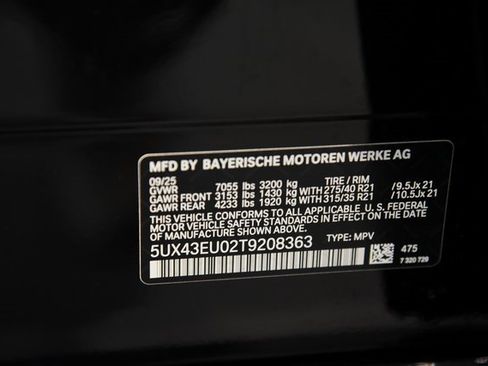 MFD BY BAYERISCHE MOTOREN WERKE AG
09/25
GVWR 7055 lbs 3200 kg TIRE / RIM
GAWR FRONT 3153 lbs 1430 kg WITH 275/40 R21 /9.5Jx 21
GAWR REAR 4233 lbs 1920 kg WITH 315/35 R21 /10.5Jx 21
THIS VEHICLE CONFORMS TO ALL APPLICABLE U.S. FEDERAL
MOTOR VEHICLE SAFETY STANDARDS IN EFFECT ON THE DATE
OF MANUFACTURE SHOWN ABOVE.
5UX43EU02T9208363 TYPE: MPV
475
7 320 729